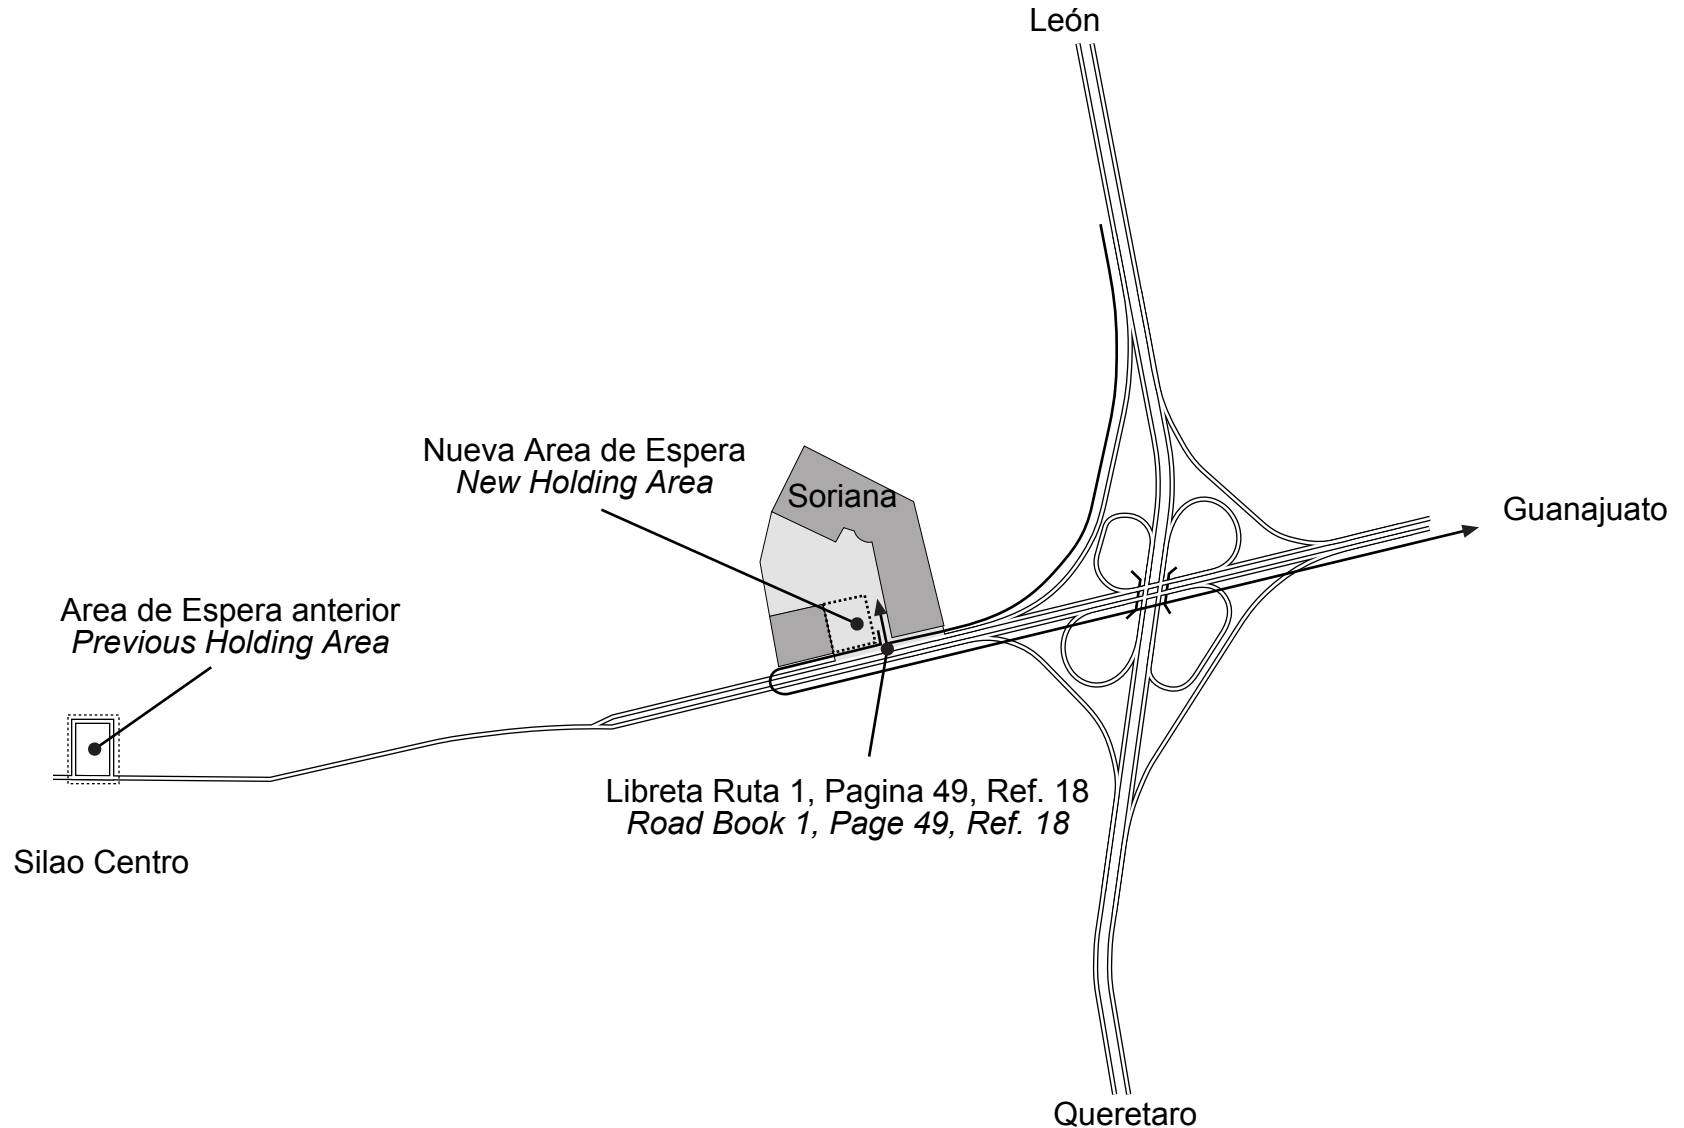 León
Nueva Area de Espera
New Holding Area
Soriana
Guanajuato
Area de Espera anterior
Previous Holding Area
Libreta Ruta 1, Pagina 49, Ref. 18
Road Book 1, Page 49, Ref. 18
Silao Centro
Queretaro